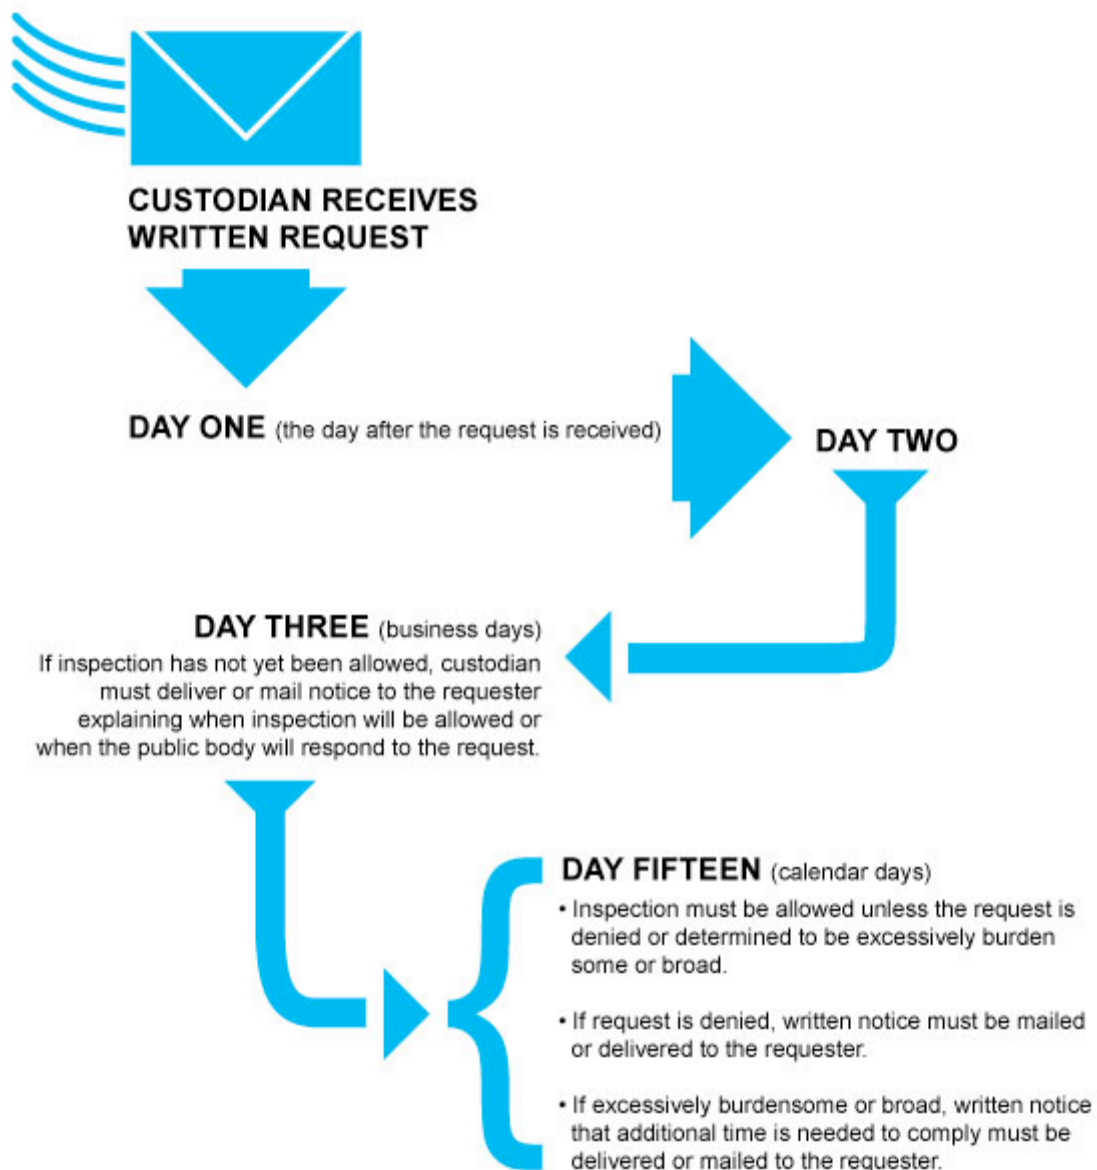 CUSTODIAN RECEIVES
WRITTEN REQUEST
DAY ONE (the day after the request is received)
DAY TWO
DAY THREE (business days)
If inspection has not yet been allowed, custodian
must deliver or mail notice to the requester
explaining when inspection will be allowed or
when the public body will respond to the request.
DAY FIFTEEN (calendar days)
• Inspection must be allowed unless the request is
denied or determined to be excessively burden
some or broad.
• If request is denied, written notice must be mailed
or delivered to the requester.
• If excessively burdensome or broad, written notice
that additional time is needed to comply must be
delivered or mailed to the requester.